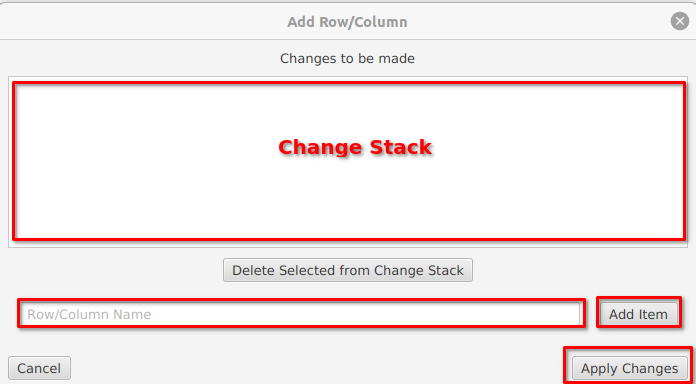 Add Row/Column
Changes to be made
Change Stack
Delete Selected from Change Stack
Row/Column Name
Add Item
Cancel
Apply Changes